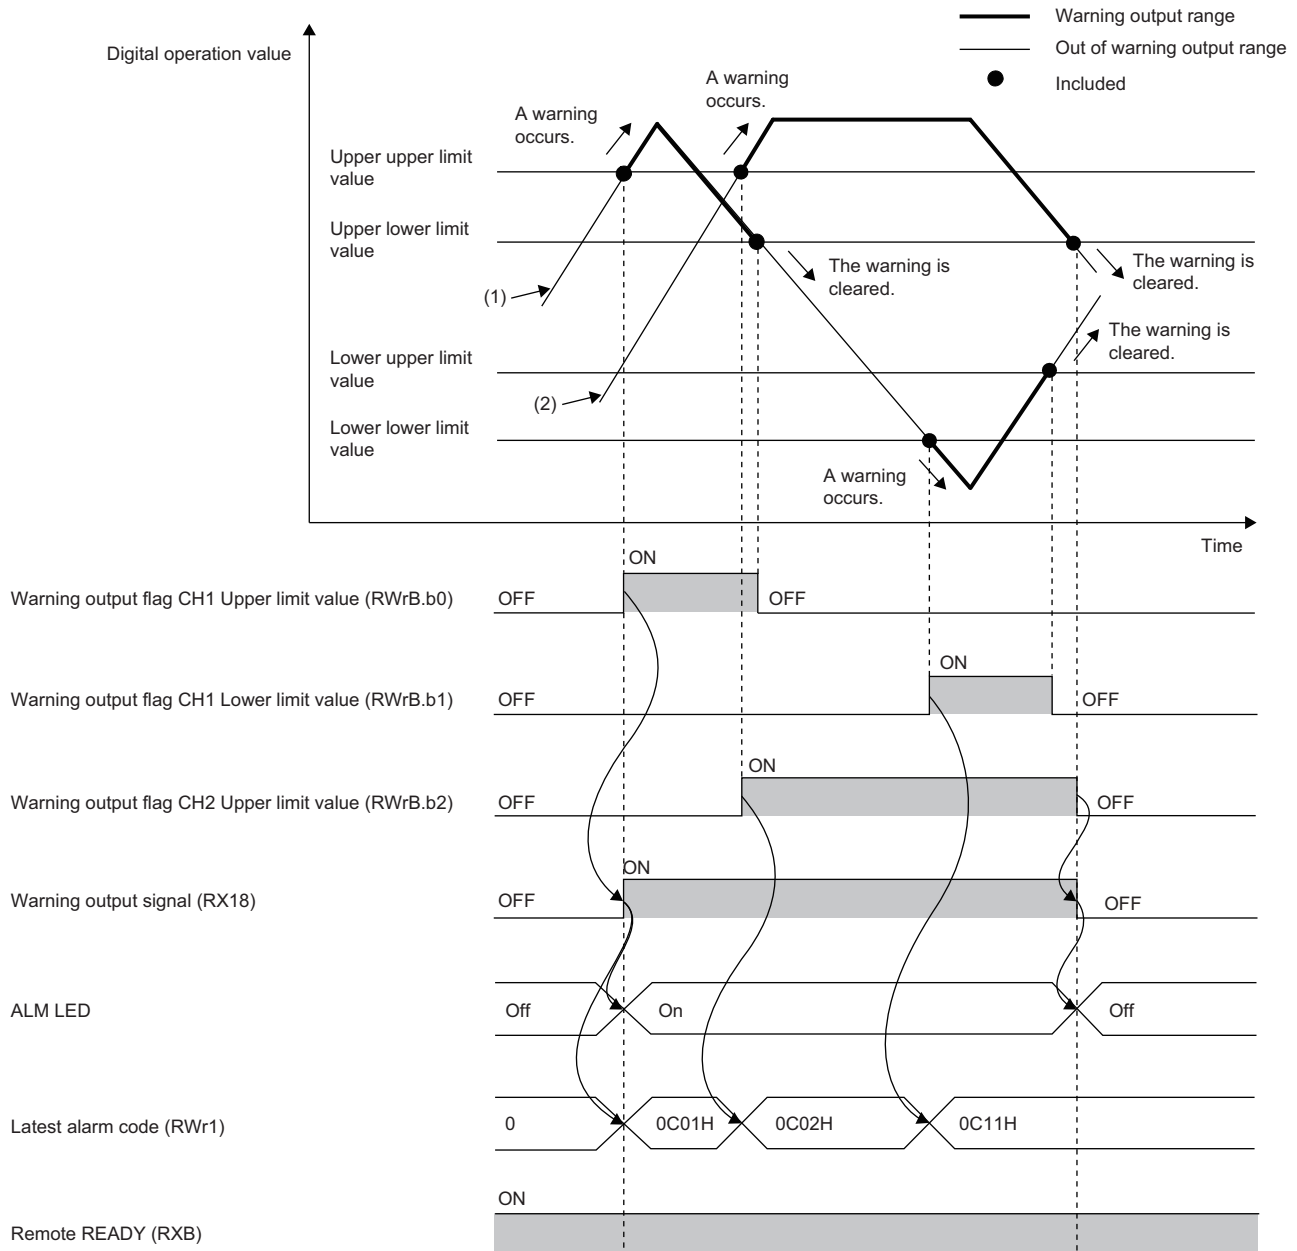 Warning output range
Out of warning output range
Included
Digital operation value
A warning
occurs.
A warning
occurs.
Upper upper limit
value
Upper lower limit
value
The warning is
cleared.
The warning is
cleared.
(1)
The warning is
cleared.
Lower upper limit
value
(2)
Lower lower limit
value
A warning
occurs.
Time
ON
Warning output flag CH1 Upper limit value (RWrB.b0)
OFF
OFF
ON
Warning output flag CH1 Lower limit value (RWrB.b1)
OFF
OFF
ON
Warning output flag CH2 Upper limit value (RWrB.b2)
OFF
OFF
ON
Warning output signal (RX18)
OFF
OFF
ALM LED
Off
On
Off
Latest alarm code (RWr1)
0
0C01H
0C02H
0C11H
ON
Remote READY (RXB)